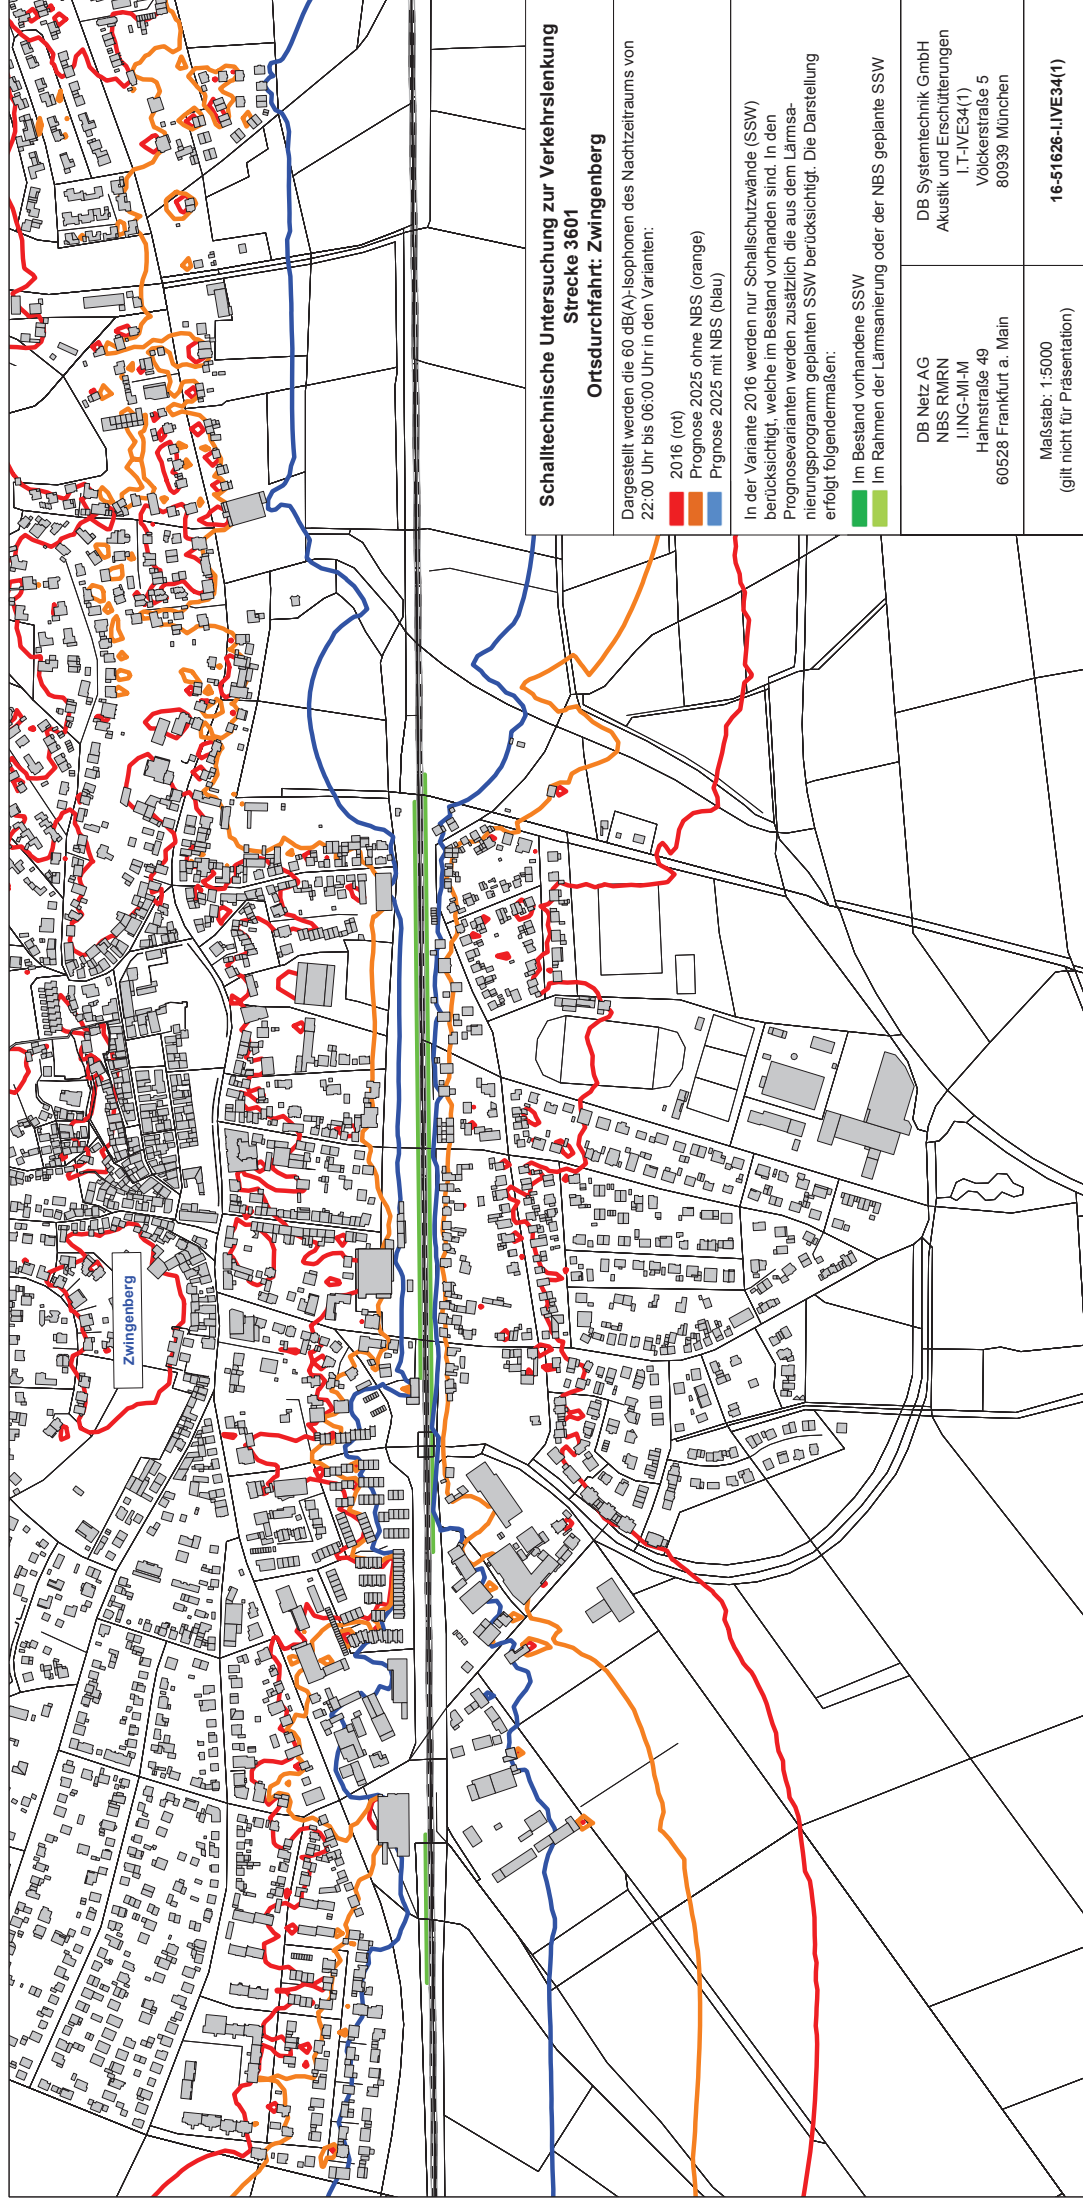 Zwingenberg
Schalltechnische Untersuchung zur Verkehrslenkung
Strecke 3601
Ortsdurchfahrt: Zwingenberg
Dargestellt werden die 60 dB(A)-Isophonen des Nachtzeitraums von
22:00 Uhr bis 06:00 Uhr in den Varianten:
2016 (rot)
Prognose 2025 ohne NBS (orange)
Prgnose 2025 mit NBS (blau)
In der Variante 2016 werden nur Schallschutzwände (SSW)
berücksichtigt, welche im Bestand vorhanden sind. In den
Prognosevarianten werden zusätzlich die aus dem Lärmsa-
nierungsprogramm geplanten SSW berücksichtigt. Die Darstellung
erfolgt folgendermaßen:
Im Bestand vorhandene SSW
Im Rahmen der Lärmsanierung oder der NBS geplante SSW
DB Netz AG
NBS RMRN
I.ING-MI-M
Hahnstraße 49
60528 Frankfurt a. Main
DB Systemtechnik GmbH
Akustik und Erschütterungen
I.T-IVE34(1)
Völckerstraße 5
80939 München
Maßstab: 1:5000
(gilt nicht für Präsentation)
16-51626-I.IVE34(1)